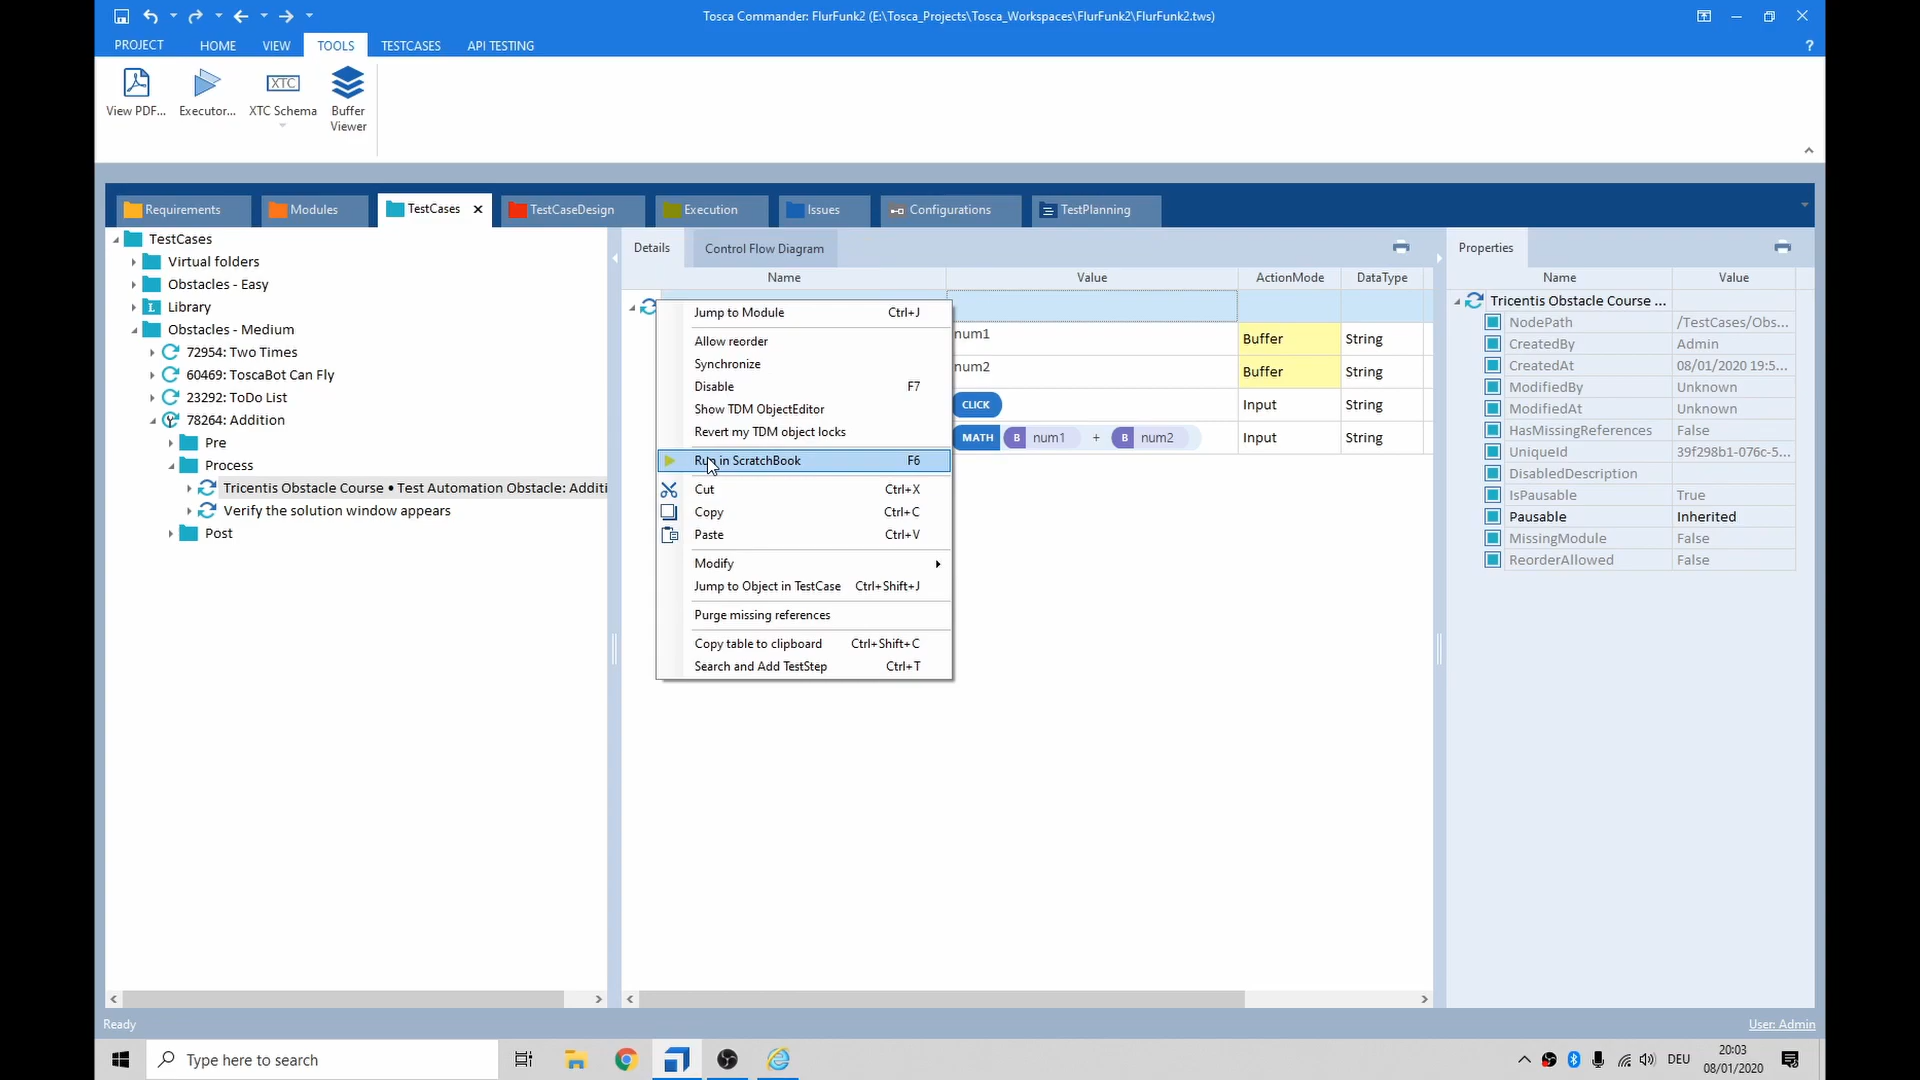 Tosca Commander: FlurFunk2 (E:\Tosca_Projects\Tosca_Workspaces\FlurFunk2\FlurFunk2.tws)
PROJECT HOME VIEW TOOLS TESTCASES API TESTING ?
View PDF... Executor... XTC Schema Buffer Viewer
XTC
Requirements Modules TestCases TestCaseDesign Execution Issues Configurations TestPlanning
TestCases
Virtual folders
Obstacles - Easy
L Library
Obstacles - Medium
72954: Two Times
60469: ToscaBot Can Fly
23292: ToDo List
78264: Addition
Pre
Process
Tricentis Obstacle Course • Test Automation Obstacle: Additi
Verify the solution window appears
Post
Details Control Flow Diagram
Name Value ActionMode DataType
num1 Buffer String
num2 Buffer String
CLICK Input String
MATH B num1 + B num2 Input String
Jump to Module Ctrl+J
Allow reorder
Synchronize
Disable F7
Show TDM ObjectEditor
Revert my TDM object locks
Run in ScratchBook F6
Cut Ctrl+X
Copy Ctrl+C
Paste Ctrl+V
Modify
Jump to Object in TestCase Ctrl+Shift+J
Purge missing references
Copy table to clipboard Ctrl+Shift+C
Search and Add TestStep Ctrl+T
Properties
Name Value
Tricentis Obstacle Course ...
NodePath /TestCases/Obs...
CreatedBy Admin
CreatedAt 08/01/2020 19:5...
ModifiedBy Unknown
ModifiedAt Unknown
HasMissingReferences False
UniqueId 39f298b1-076c-5...
DisabledDescription
IsPausable True
Pausable Inherited
MissingModule False
ReorderAllowed False
Ready User: Admin
Type here to search
DEU 20:03
08/01/2020